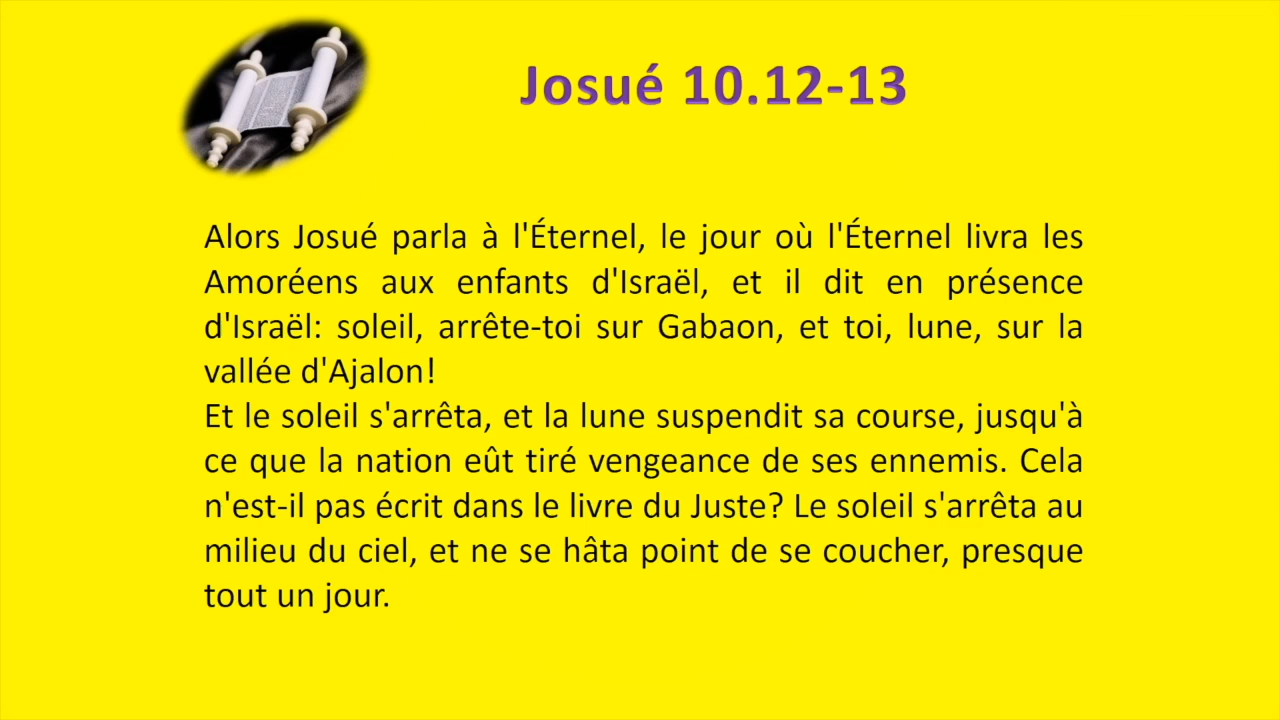 Josué 10.12-13
Alors Josué parla à l'Éternel, le jour où l'Éternel livra les
Amoréens aux enfants d'Israël, et il dit en présence
d'Israël: soleil, arrête-toi sur Gabaon, et toi, lune, sur la
vallée d'Ajalon!
Et le soleil s'arrêta, et la lune suspendit sa course, jusqu'à
ce que la nation eût tiré vengeance de ses ennemis. Cela
n'est-il pas écrit dans le livre du Juste? Le soleil s'arrêta au
milieu du ciel, et ne se hâta point de se coucher, presque
tout un jour.